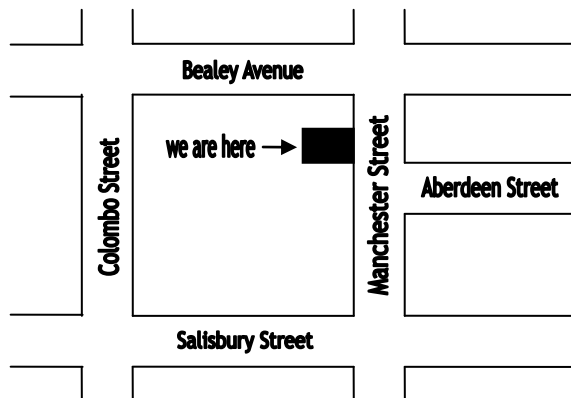 Bealey Avenue
we are here
Colombo Street
Manchester Street
Aberdeen Street
Salisbury Street